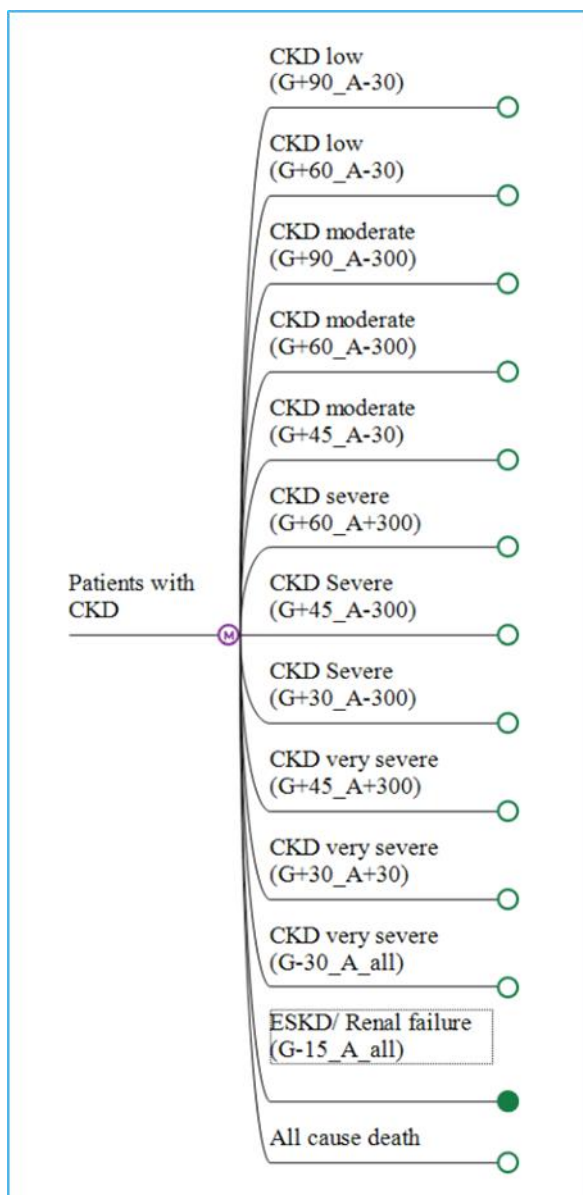 CKD low
(G+90_A-30)
CKD low
(G+60_A-30)
CKD moderate
(G+90_A-300)
CKD moderate
(G+60_A-300)
CKD moderate
(G+45_A-30)
CKD severe
(G+60_A+300)
Patients with
CKD
M
CKD Severe
(G+45_A-300)
CKD Severe
(G+30_A-300)
CKD very severe
(G+45_A+300)
CKD very severe
(G+30_A+30)
CKD very severe
(G-30_A_all)
ESKD/ Renal failure
(G-15_A_all)
All cause death